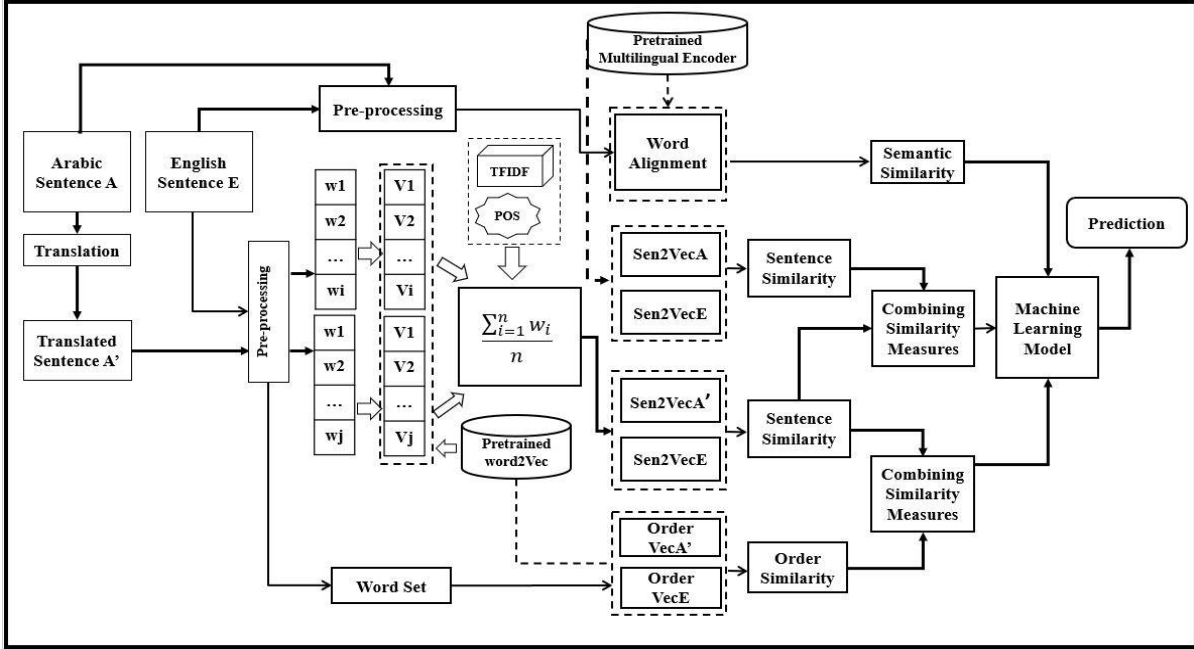 Pretrained
Multilingual Encoder
Pre-processing
Arabic
Sentence A
English
Sentence E
Translation
Translated
Sentence A’
Pre-processing
w1
w2
...
wi
w1
w2
...
wj
V1
V2
...
Vi
V1
V2
...
Vj
TFIDF
POS
∑ⁿᵢ₌₁ wᵢ
n
Pretrained
word2Vec
Word Set
Word
Alignment
Sen2VecA
Sen2VecE
Sen2VecA′
Sen2VecE
Order
VecA’
Order
VecE
Semantic
Similarity
Sentence
Similarity
Sentence
Similarity
Order
Similarity
Combining
Similarity
Measures
Combining
Similarity
Measures
Machine
Learning
Model
Prediction